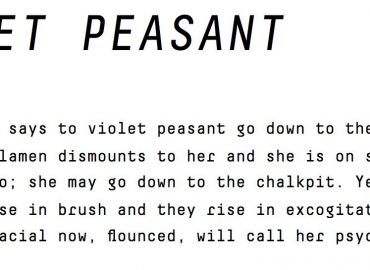 ET PEASANT
says to violet peasant go down to the
lamen dismounts to her and she is on s
o; she may go down to the chalkpit. Ye
se in brush and they rise in excogitat
acial now, flounced, will call her psyc